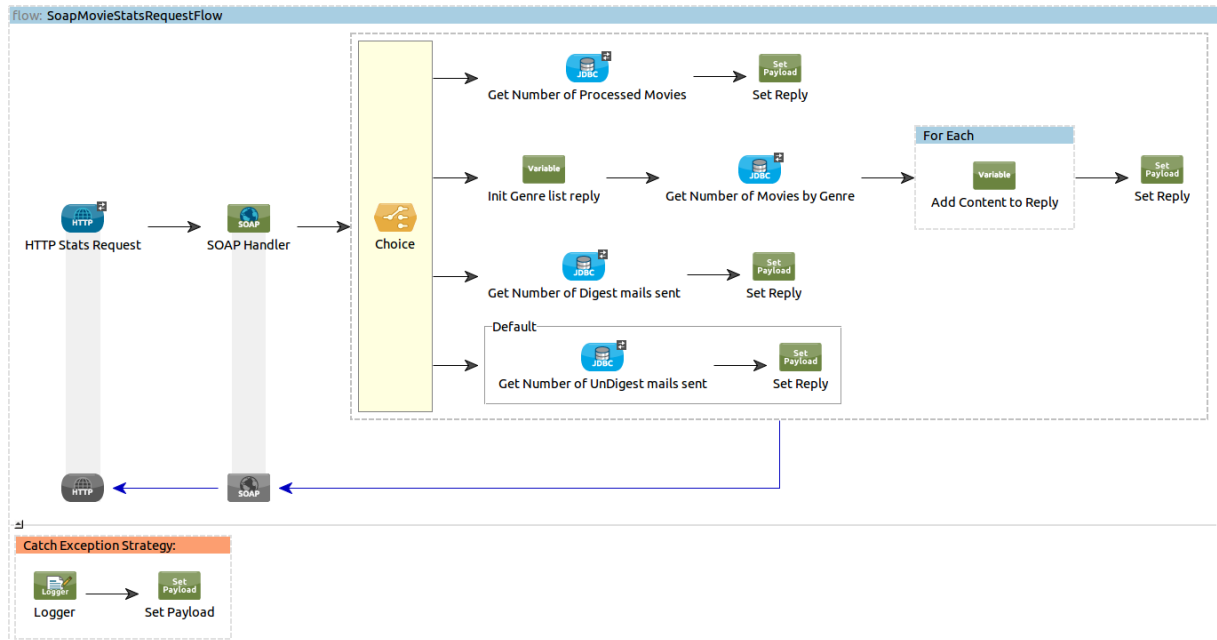 flow: SoapMovieStatsRequestFlow
JDBC
Get Number of Processed Movies
Set Payload
Set Reply
Variable
Init Genre list reply
JDBC
Get Number of Movies by Genre
For Each
Variable
Add Content to Reply
Set Payload
Set Reply
HTTP
HTTP Stats Request
SOAP
SOAP Handler
Choice
JDBC
Get Number of Digest mails sent
Set Payload
Set Reply
Default
JDBC
Get Number of UnDigest mails sent
Set Payload
Set Reply
HTTP
SOAP
Catch Exception Strategy:
Logger
Logger
Set Payload
Set Payload